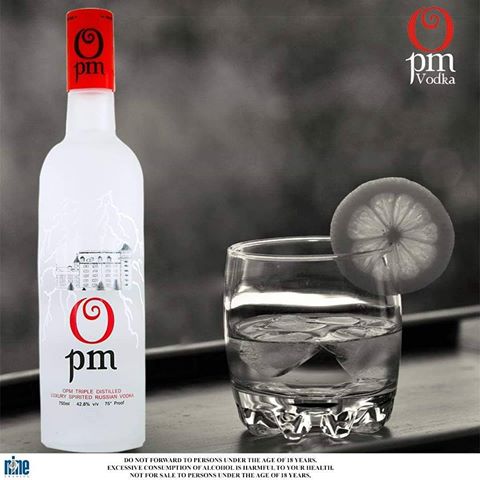 O
pm
O
pm
Vodka
O
pm
OPM TRIPLE DISTILLED
LUXURY SPIRITED RUSSIAN VODKA
750ml 42.8% v/v 75° Proof
nine
DO NOT FORWARD TO PERSONS UNDER THE AGE OF 18 YEARS.
EXCESSIVE CONSUMPTION OF ALCOHOL IS HARMFUL TO YOUR HEALTH.
NOT FOR SALE TO PERSONS UNDER THE AGE OF 18 YEARS.